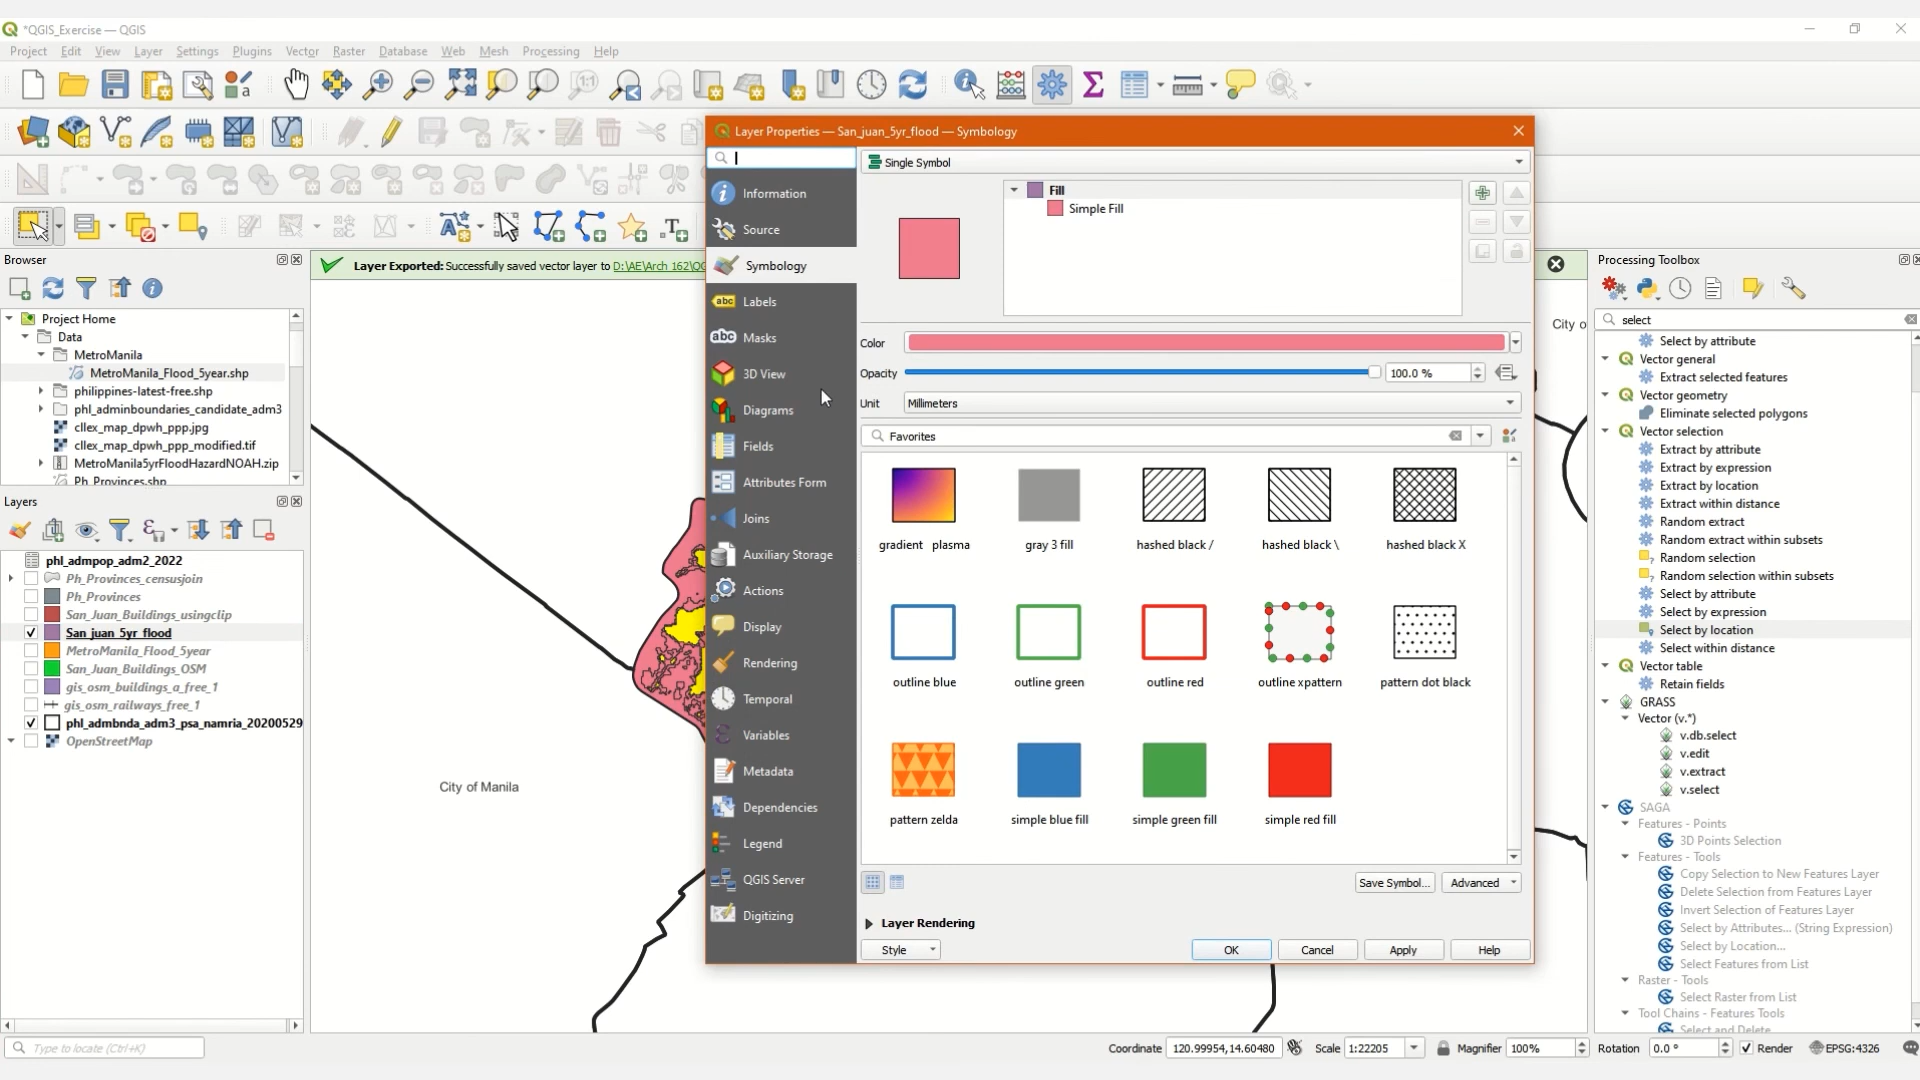 *QGIS_Exercise — QGIS
Project Edit View Layer Settings Plugins Vector Raster Database Web Mesh Processing Help
Layer Properties — San_juan_5yr_flood — Symbology
Information
Source
Symbology
Labels
Masks
3D View
Diagrams
Fields
Attributes Form
Joins
Auxiliary Storage
Actions
Display
Rendering
Temporal
Variables
Metadata
Dependencies
Legend
QGIS Server
Digitizing
Single Symbol
Fill
Simple Fill
Color
Opacity 100.0 %
Unit Millimeters
Favorites
gradient plasma
gray 3 fill
hashed black /
hashed black \
hashed black X
outline blue
outline green
outline red
outline xpattern
pattern dot black
pattern zelda
simple blue fill
simple green fill
simple red fill
Save Symbol...
Advanced
Layer Rendering
Style
OK
Cancel
Apply
Help
Browser
Project Home
Data
MetroManila
MetroManila_Flood_5year.shp
philippines-latest-free.shp
phl_adminboundaries_candidate_adm3
cllex_map_dpwh_ppp.jpg
cllex_map_dpwh_ppp_modified.tif
MetroManila5yrFloodHazardNOAH.zip
Ph_Provinces.shp
Layers
phl_admpop_adm2_2022
Ph_Provinces_censusjoin
Ph_Provinces
San_Juan_Buildings_usingclip
San_juan_5yr_flood
MetroManila_Flood_5year
San_Juan_Buildings_OSM
gis_osm_buildings_a_free_1
gis_osm_railways_free_1
phl_admbnda_adm3_psa_namria_20200529
OpenStreetMap
Layer Exported: Successfully saved vector layer to D:\AE\Arch 162\QG
City o
City of Manila
Processing Toolbox
select
Select by attribute
Vector general
Extract selected features
Vector geometry
Eliminate selected polygons
Vector selection
Extract by attribute
Extract by expression
Extract by location
Extract within distance
Random extract
Random extract within subsets
Random selection
Random selection within subsets
Select by attribute
Select by expression
Select by location
Select within distance
Vector table
Retain fields
GRASS
Vector (v.*)
v.db.select
v.edit
v.extract
v.select
SAGA
Features - Points
3D Points Selection
Features - Tools
Copy Selection to New Features Layer
Delete Selection from Features Layer
Invert Selection of Features Layer
Select by Attributes... (String Expression)
Select by Location...
Select Features from List
Raster - Tools
Select Raster from List
Tool Chains - Features Tools
Select and Delete
Type to locate (Ctrl+K)
Coordinate 120.99954,14.60480 Scale 1:22205 Magnifier 100% Rotation 0.0 ° Render EPSG:4326